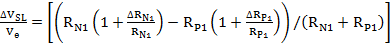 ΔV_SL/V_e = [(R_N1 (1 + ΔR_N1/R_N1) − R_P1 (1 + ΔR_P1/R_P1)) /(R_N1 + R_P1)]